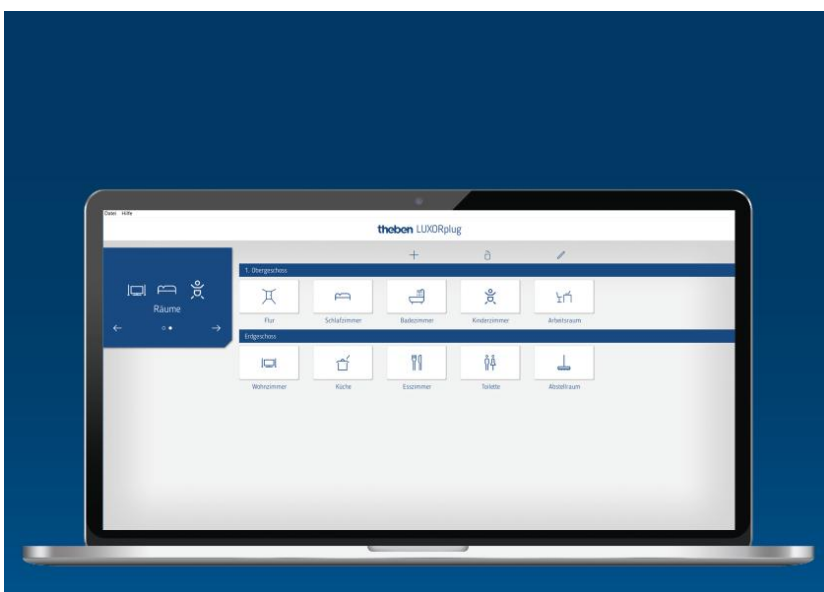 Datei Hilfe
theben LUXORplug
1. Obergeschoss
Räume
Flur Schlafzimmer Badezimmer Kinderzimmer Arbeitsraum
Erdgeschoss
Wohnzimmer Küche Esszimmer Toilette Abstellraum